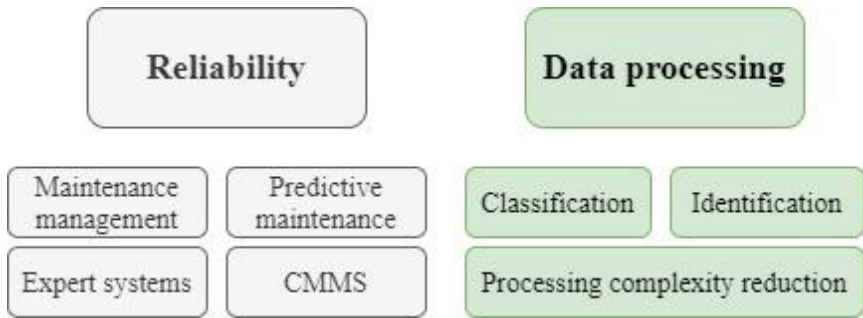 Reliability
Data processing
Maintenance
management
Predictive
maintenance
Classification
Identification
Expert systems
CMMS
Processing complexity reduction